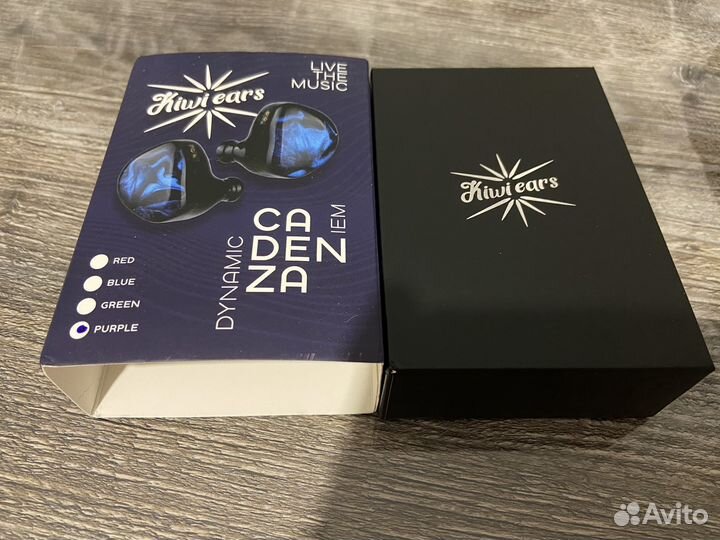 Kiwi ears
LIVE
THE
MUSIC
DYNAMIC
CA
DEN
ZA
IEM
RED
BLUE
GREEN
PURPLE
Kiwi ears
Avito